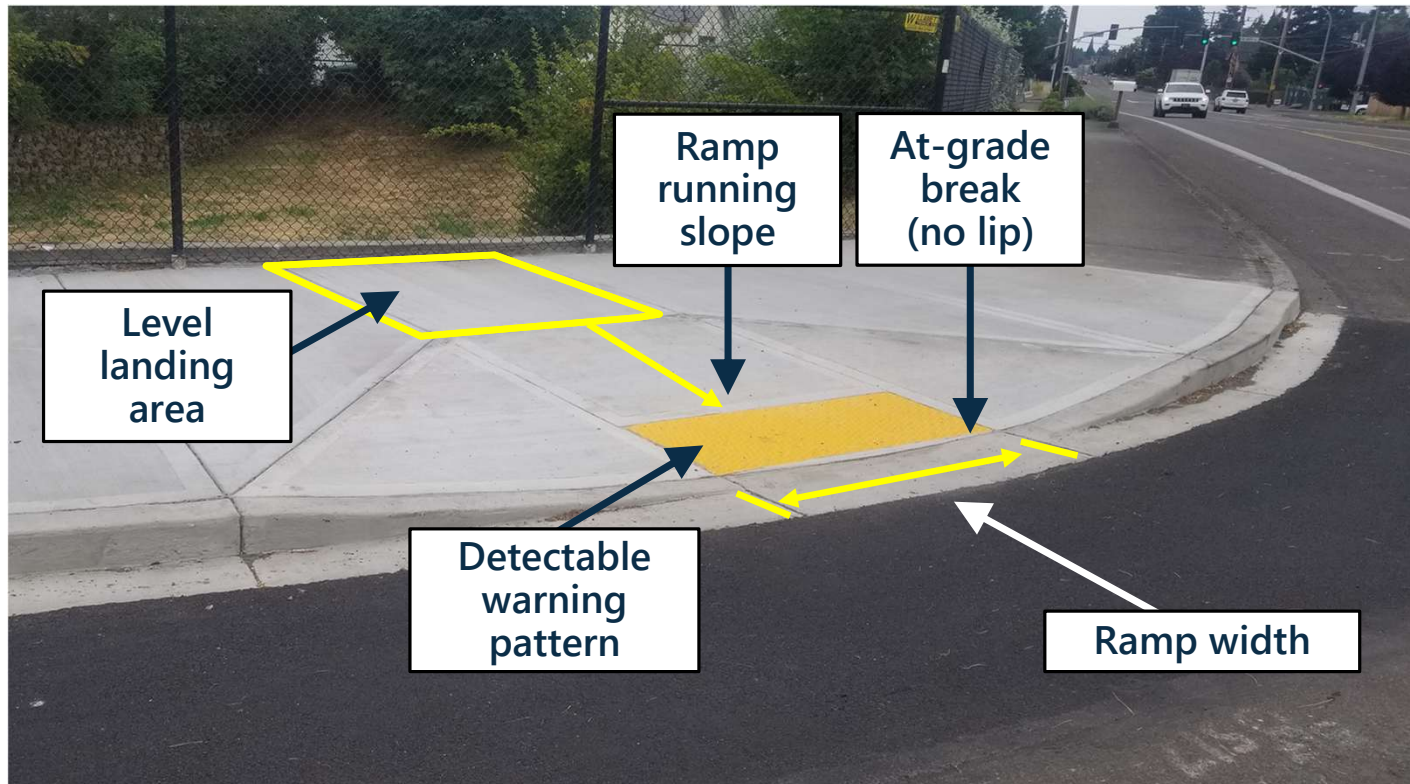 Ramp
running
slope
At-grade
break
(no lip)
Level
landing
area
Detectable
warning
pattern
Ramp width